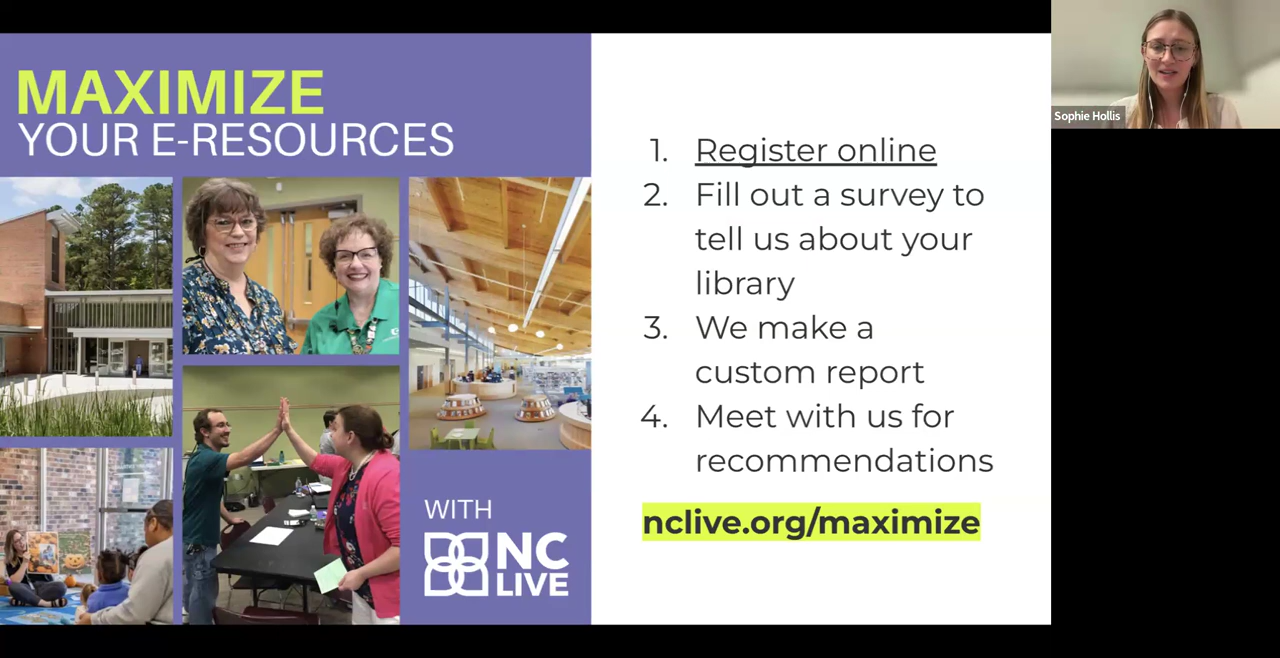 MAXIMIZE
YOUR E-RESOURCES
WITH
NC
LIVE
1. Register online
2. Fill out a survey to
tell us about your
library
3. We make a
custom report
4. Meet with us for
recommendations
nclive.org/maximize
Sophie Hollis